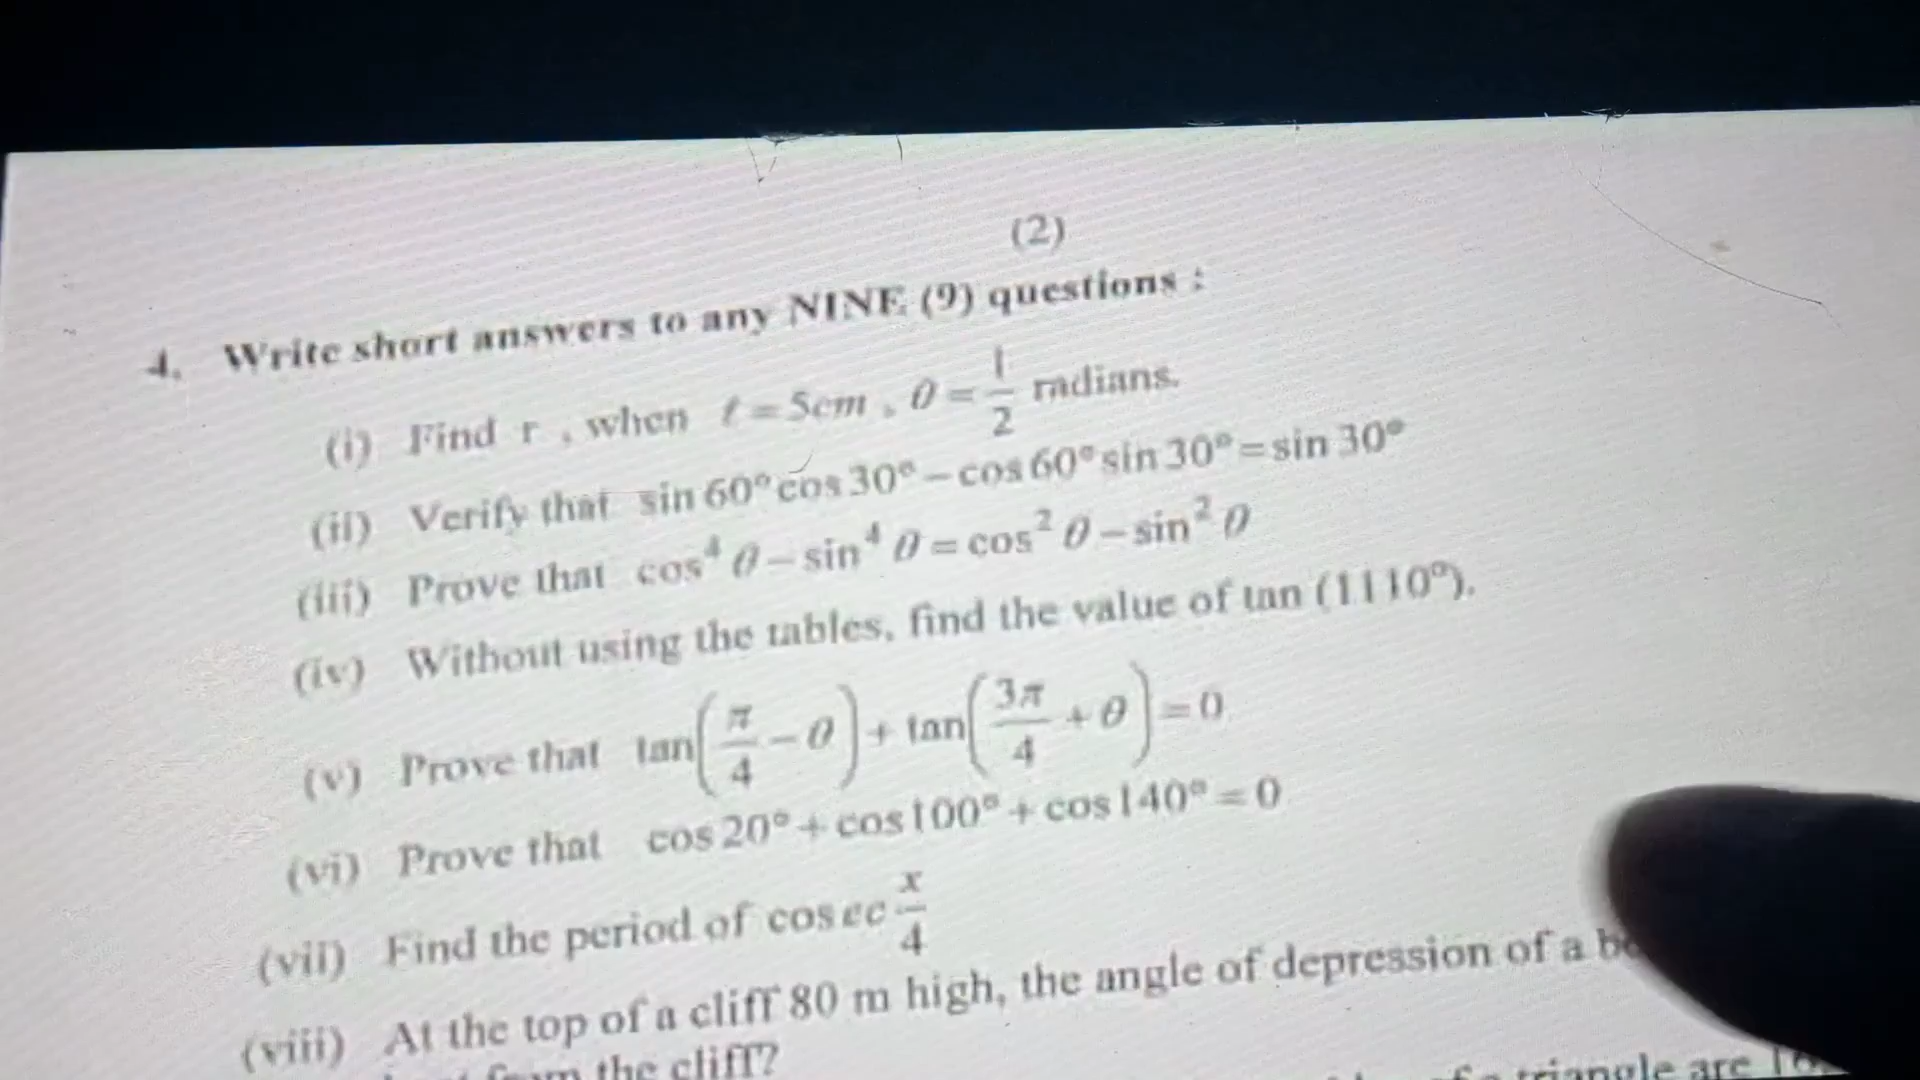 (2)
4. Write short answers to any NINE (9) questions :
(i) Find r , when ℓ = 5cm , θ = 1/2 radians.
(ii) Verify that sin 60° cos 30° – cos 60° sin 30° = sin 30°
(iii) Prove that cos⁴ θ – sin⁴ θ = cos² θ – sin² θ
(iv) Without using the tables, find the value of tan (1110°).
(v) Prove that tan(π/4 – θ) + tan(3π/4 + θ) = 0
(vi) Prove that cos 20° + cos 100° + cos 140° = 0
(vii) Find the period of cosec x/4
(viii) At the top of a cliff 80 m high, the angle of depression of a
from the cliff?
triangle are